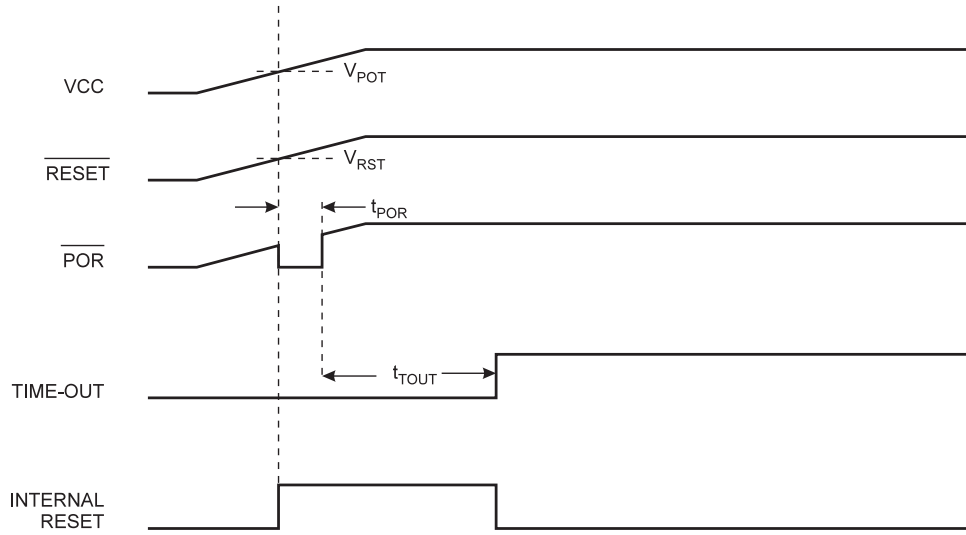 VCC
VPOT
RESET
VRST
tPOR
POR
tTOUT
TIME-OUT
INTERNAL
RESET